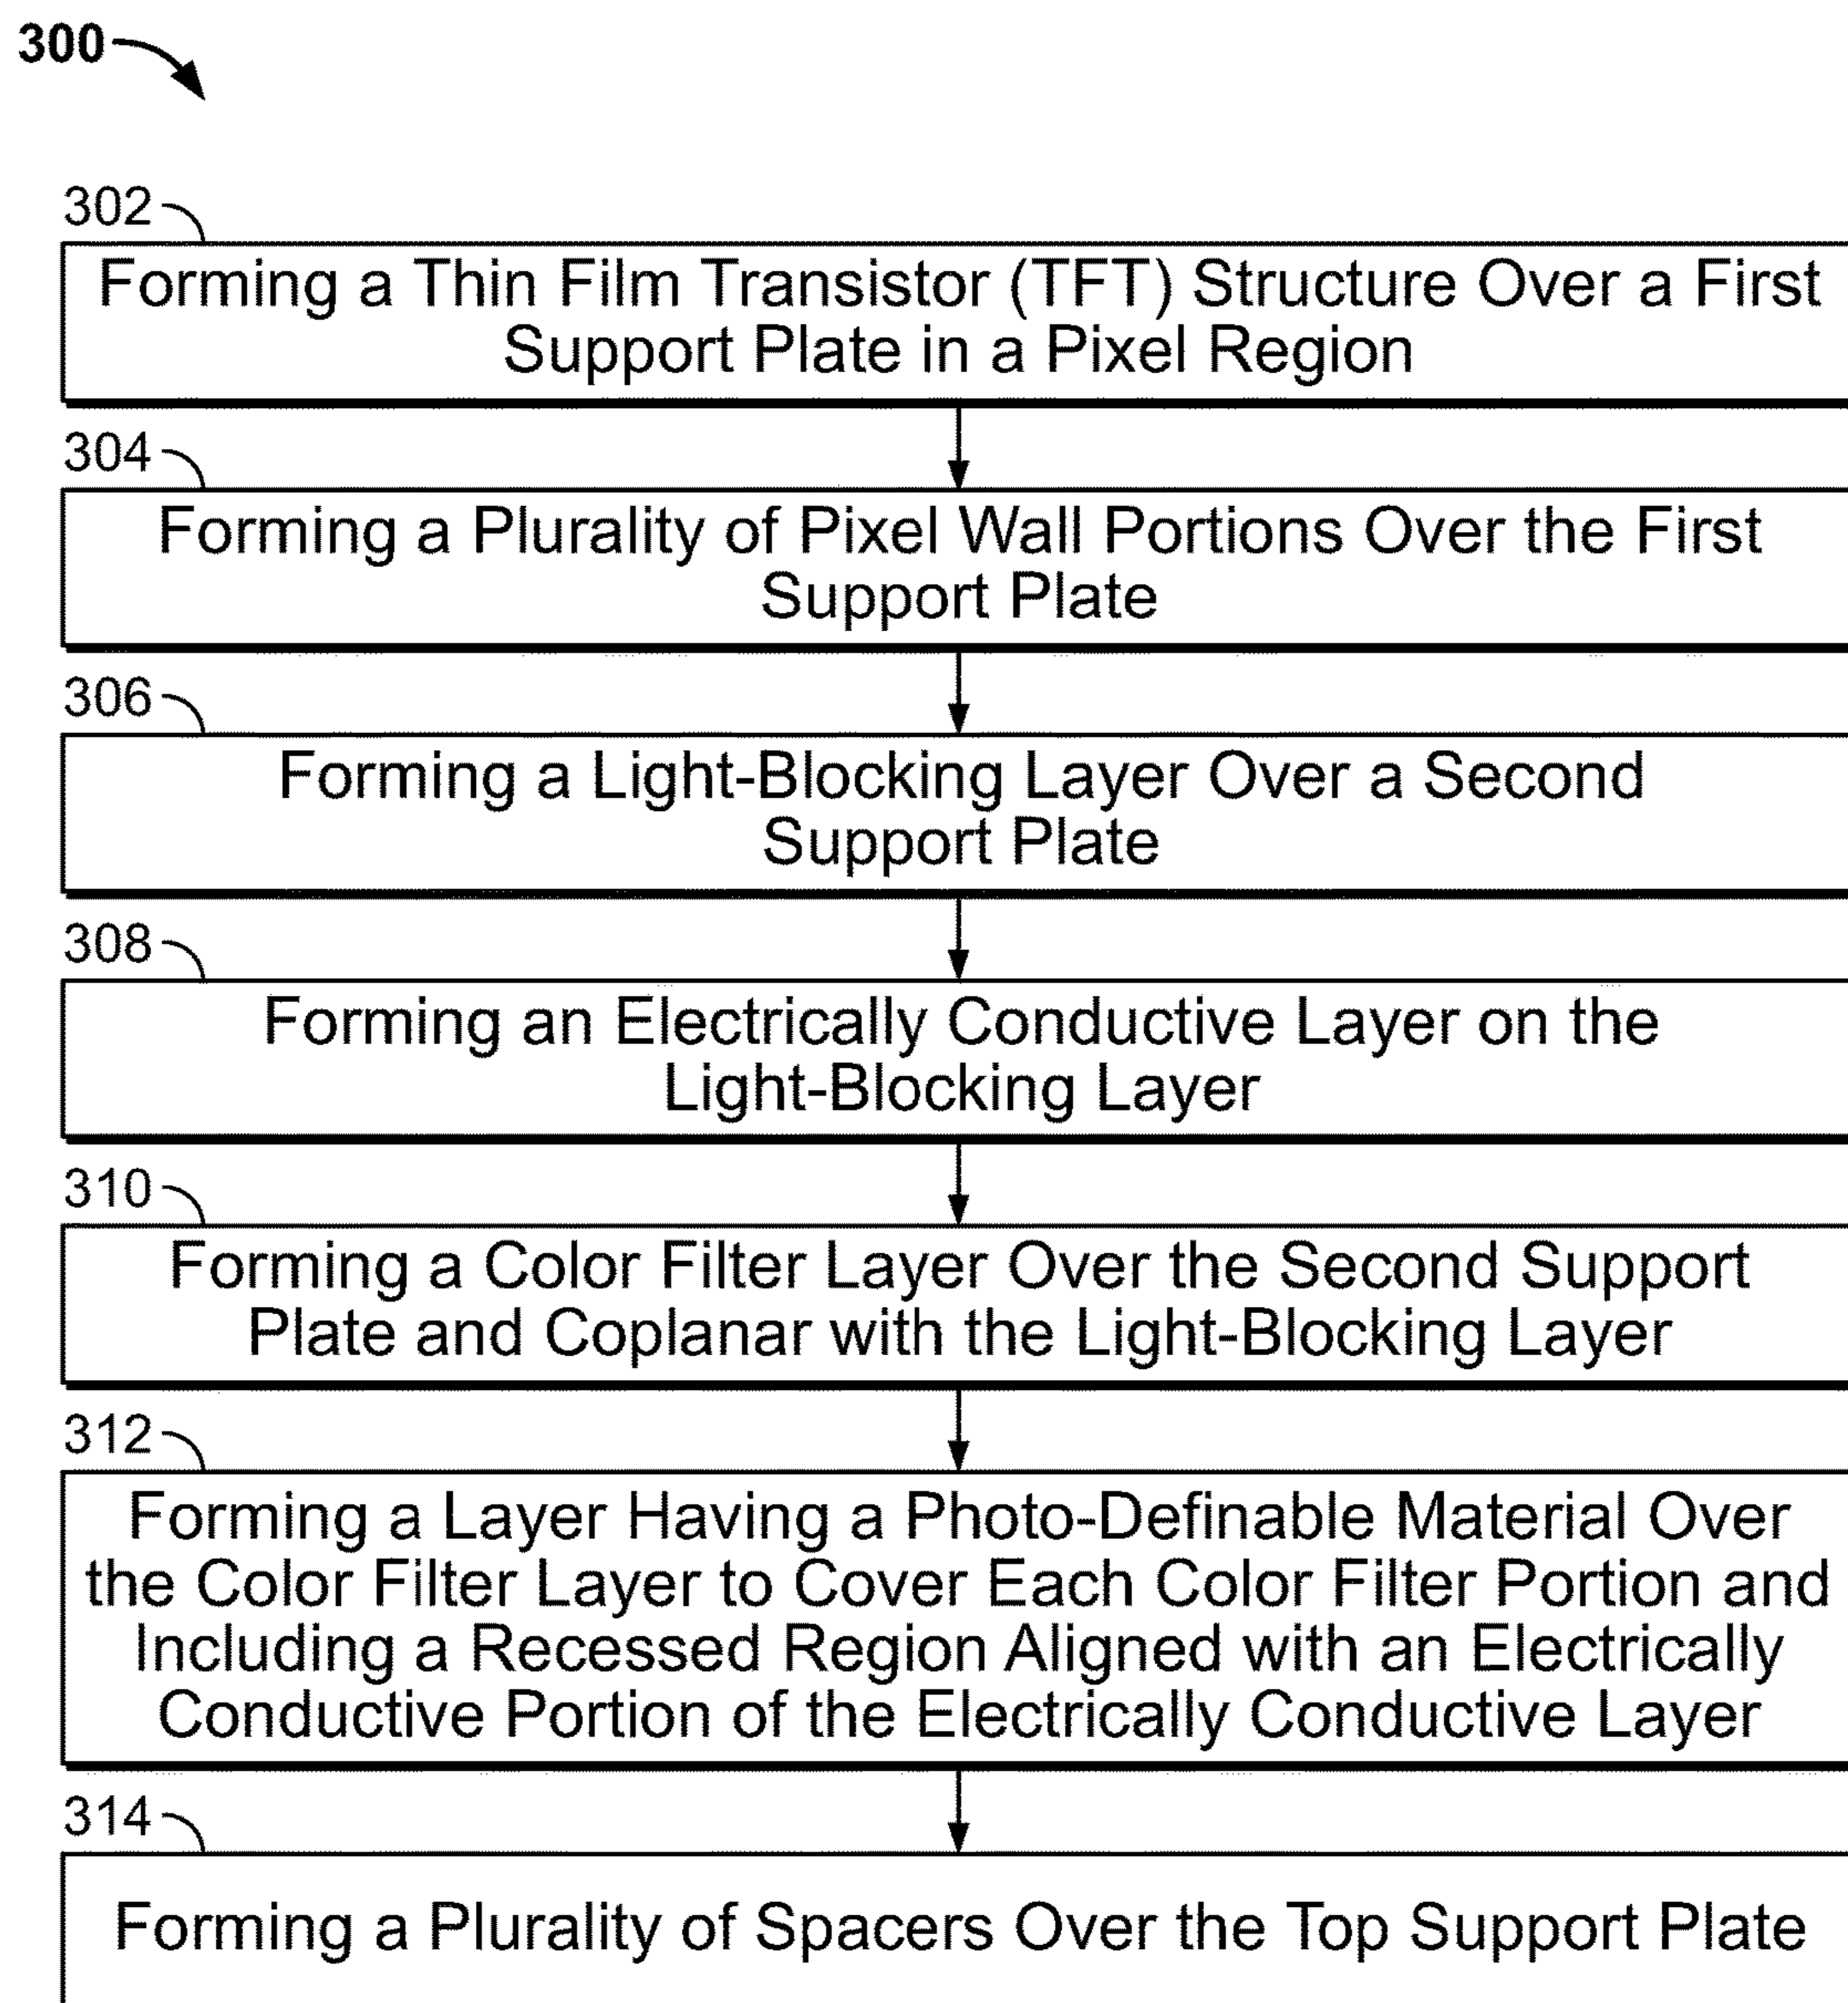 300
302
Forming a Thin Film Transistor (TFT) Structure Over a First
Support Plate in a Pixel Region
304
Forming a Plurality of Pixel Wall Portions Over the First
Support Plate
306
Forming a Light-Blocking Layer Over a Second
Support Plate
308
Forming an Electrically Conductive Layer on the
Light-Blocking Layer
310
Forming a Color Filter Layer Over the Second Support
Plate and Coplanar with the Light-Blocking Layer
312
Forming a Layer Having a Photo-Definable Material Over
the Color Filter Layer to Cover Each Color Filter Portion and
Including a Recessed Region Aligned with an Electrically
Conductive Portion of the Electrically Conductive Layer
314
Forming a Plurality of Spacers Over the Top Support Plate